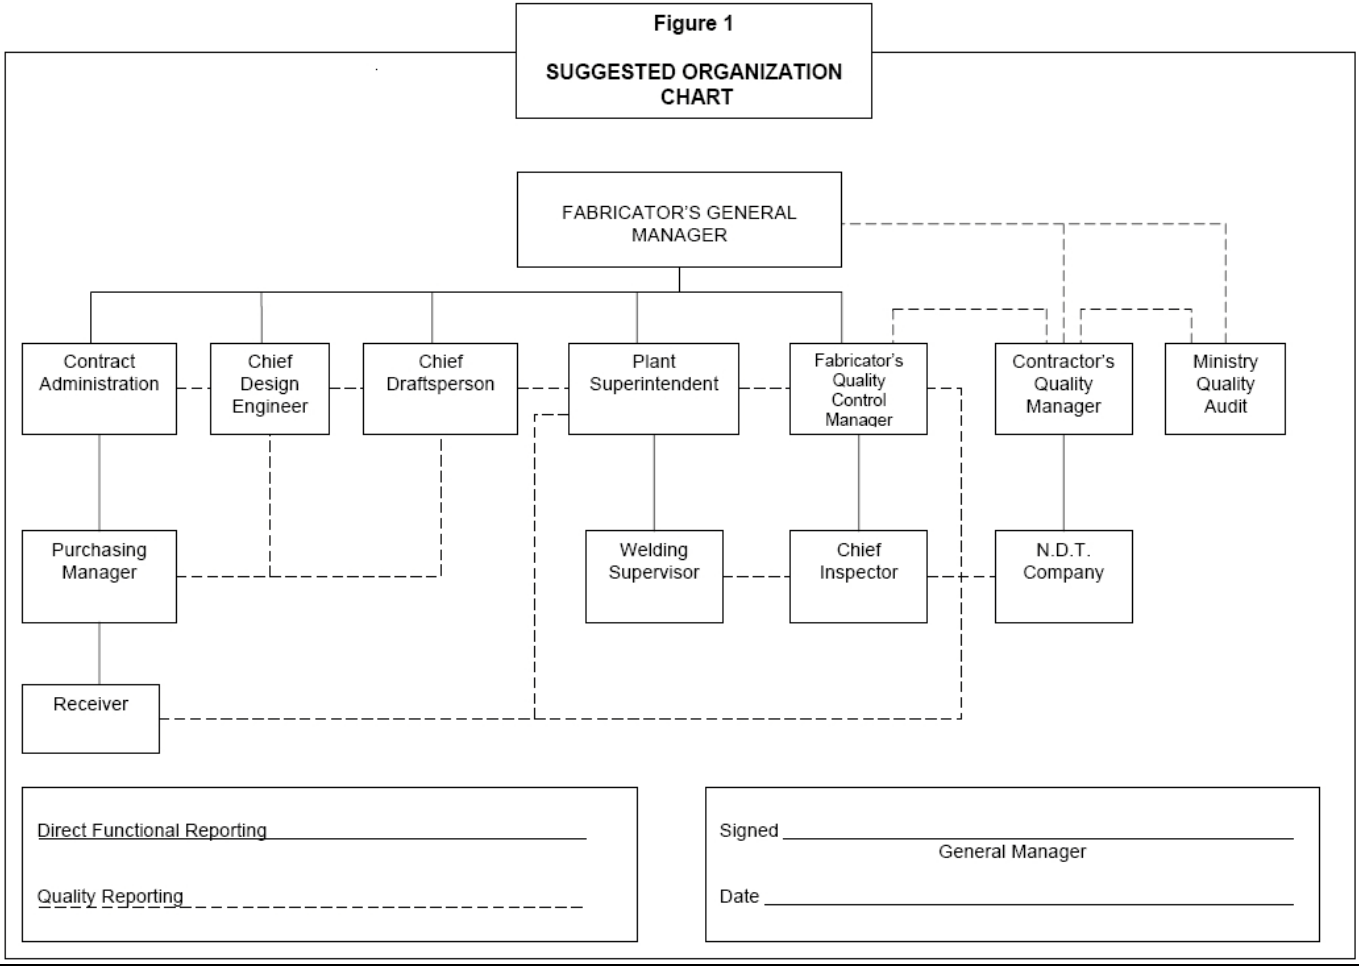 Figure 1
SUGGESTED ORGANIZATION
CHART
FABRICATOR'S GENERAL
MANAGER
Contract
Administration
Chief
Design
Engineer
Chief
Draftsperson
Plant
Superintendent
Fabricator's
Quality
Control
Manager
Contractor's
Quality
Manager
Ministry
Quality
Audit
Purchasing
Manager
Welding
Supervisor
Chief
Inspector
N.D.T.
Company
Receiver
Direct Functional Reporting
Quality Reporting
Signed
General Manager
Date